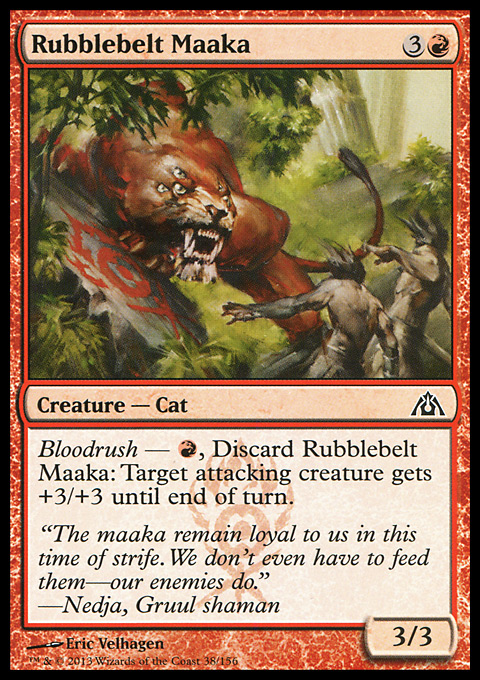 Rubblebelt Maaka 3
Creature — Cat
Bloodrush — , Discard Rubblebelt
Maaka: Target attacking creature gets
+3/+3 until end of turn.
“The maaka remain loyal to us in this
time of strife. We don’t even have to feed
them—our enemies do.”
—Nedja, Gruul shaman
Eric Velhagen
3/3
™ & © 2013 Wizards of the Coast 38/156